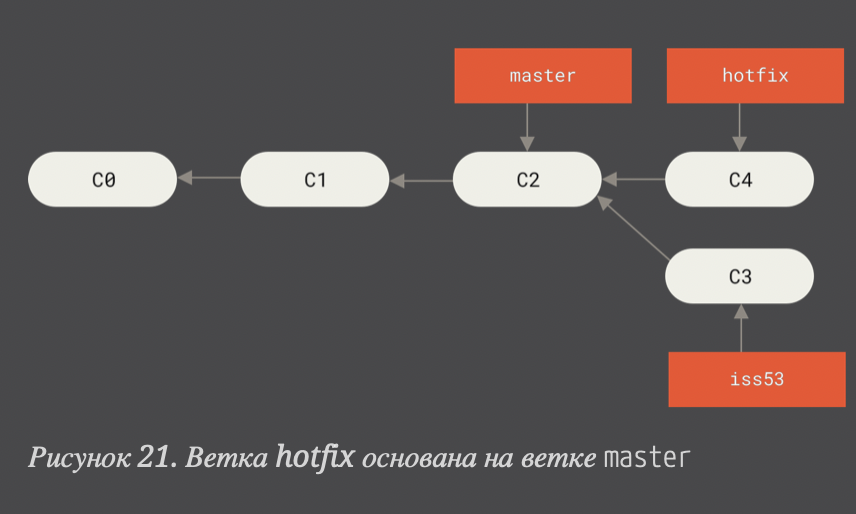 master
hotfix
C0
C1
C2
C4
C3
iss53
Рисунок 21. Ветка hotfix основана на ветке master